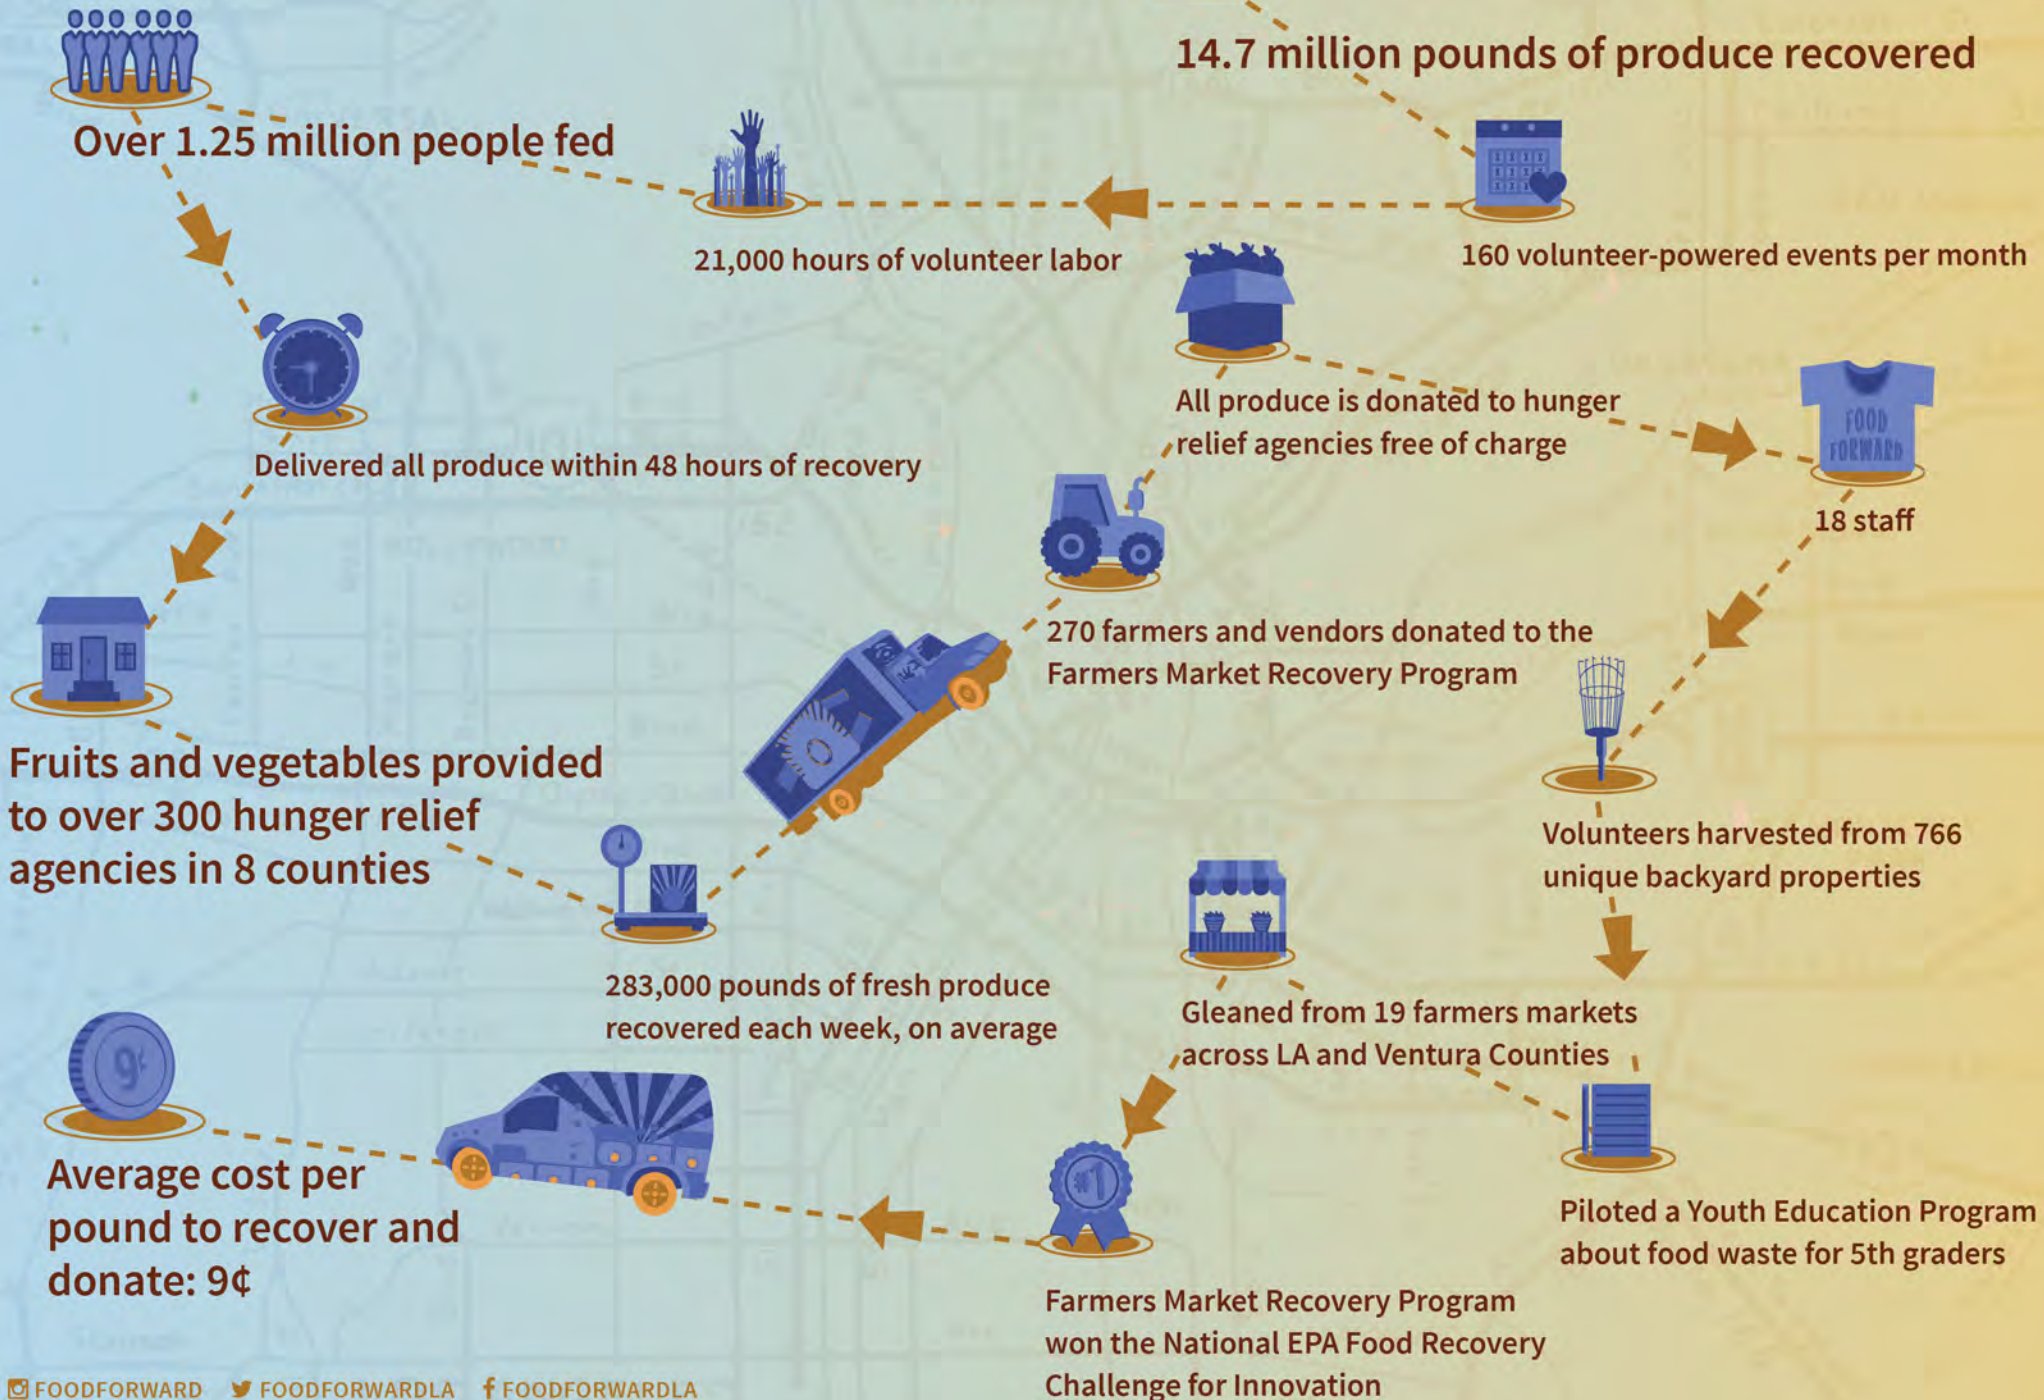 14.7 million pounds of produce recovered
160 volunteer-powered events per month
21,000 hours of volunteer labor
Over 1.25 million people fed
Delivered all produce within 48 hours of recovery
Fruits and vegetables provided
to over 300 hunger relief
agencies in 8 counties
283,000 pounds of fresh produce
recovered each week, on average
270 farmers and vendors donated to the
Farmers Market Recovery Program
All produce is donated to hunger
relief agencies free of charge
FOOD
FORWARD
18 staff
Volunteers harvested from 766
unique backyard properties
Piloted a Youth Education Program
about food waste for 5th graders
Gleaned from 19 farmers markets
across LA and Ventura Counties
#1
Farmers Market Recovery Program
won the National EPA Food Recovery
Challenge for Innovation
9¢
Average cost per
pound to recover and
donate: 9¢
FOODFORWARD FOODFORWARDLA FOODFORWARDLA